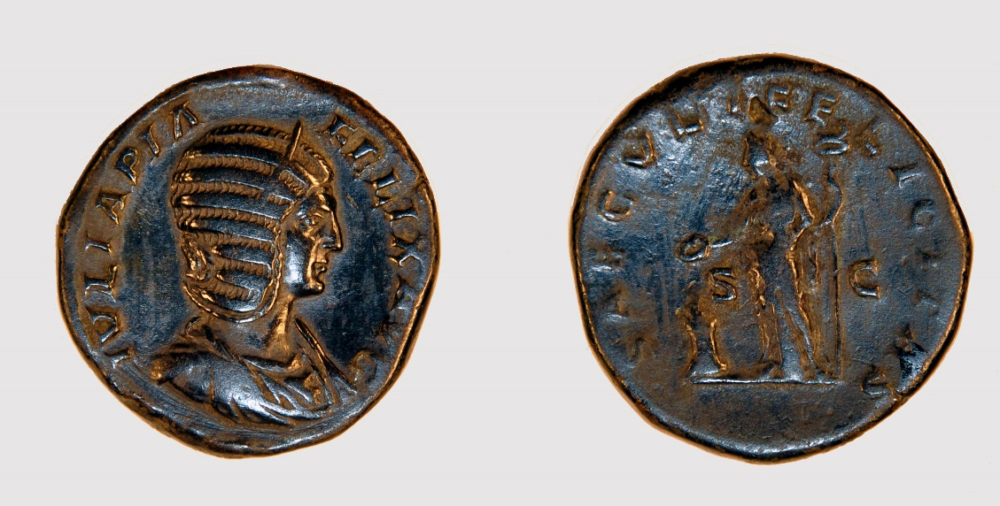 IVLIA PIA FELIX AVG
SAECVLI FELICITAS
S C